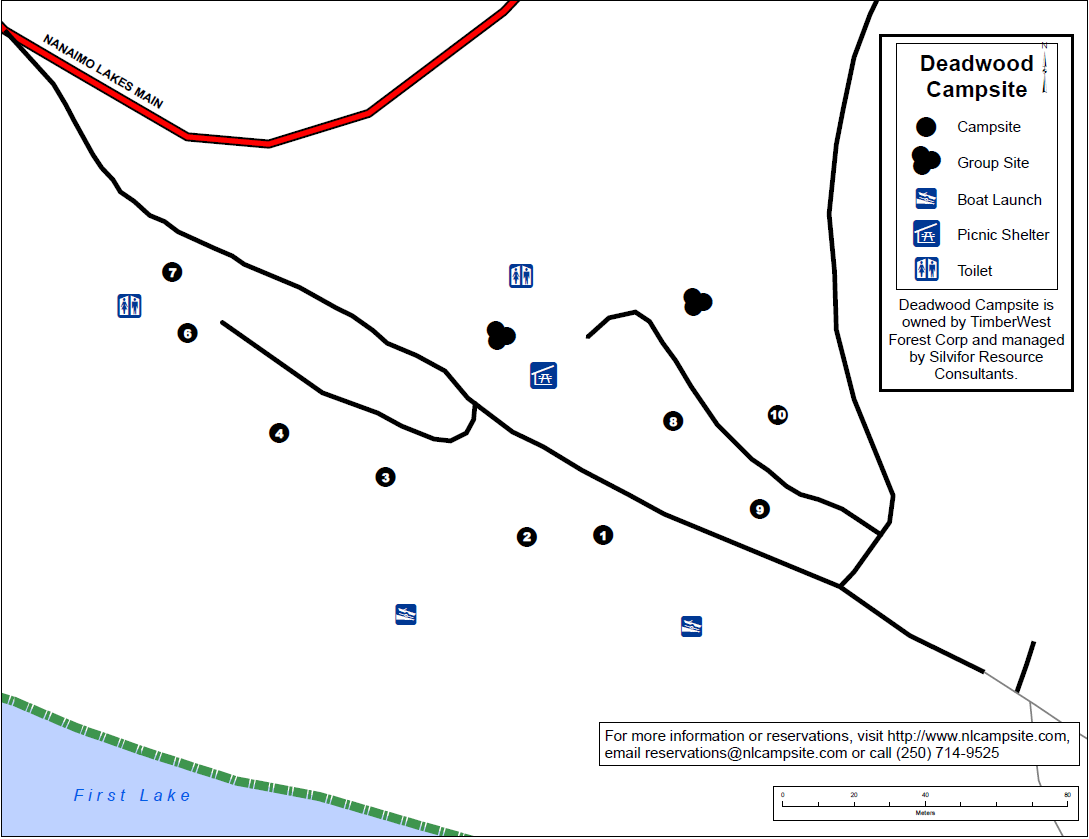 NANAIMO LAKES MAIN
N
Deadwood
Campsite
Campsite
Group Site
Boat Launch
Picnic Shelter
Toilet
Deadwood Campsite is
owned by TimberWest
Forest Corp and managed
by Silvifor Resource
Consultants.
7
6
4
3
2
1
8
10
9
For more information or reservations, visit http://www.nlcampsite.com,
email reservations@nlcampsite.com or call (250) 714-9525
First Lake
0 20 40 80
Meters